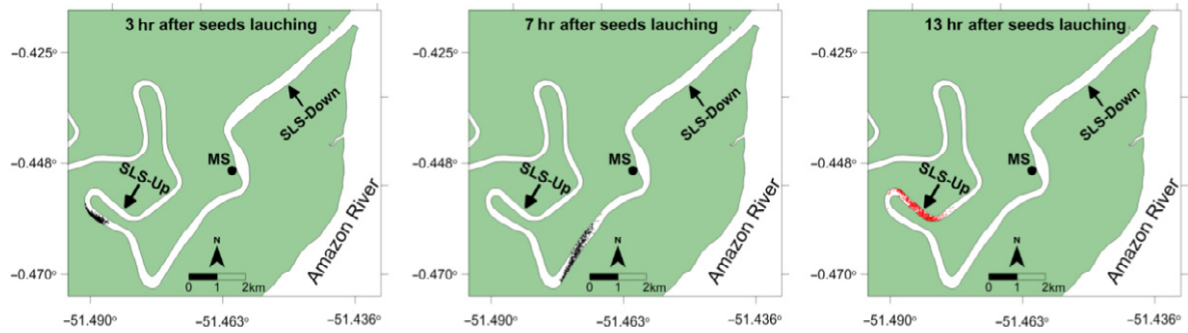 3 hr after seeds lauching
−0.425°
SLS-Down
−0.448°
MS
SLS-Up
Amazon River
N
−0.470°
0 1 2km
−51.490° −51.463° −51.436°
7 hr after seeds lauching
−0.425°
SLS-Down
−0.448°
MS
SLS-Up
Amazon River
N
−0.470°
0 1 2km
−51.490° −51.463° −51.436°
13 hr after seeds lauching
−0.425°
SLS-Down
−0.448°
MS
SLS-Up
Amazon River
N
−0.470°
0 1 2km
−51.490° −51.463° −51.436°